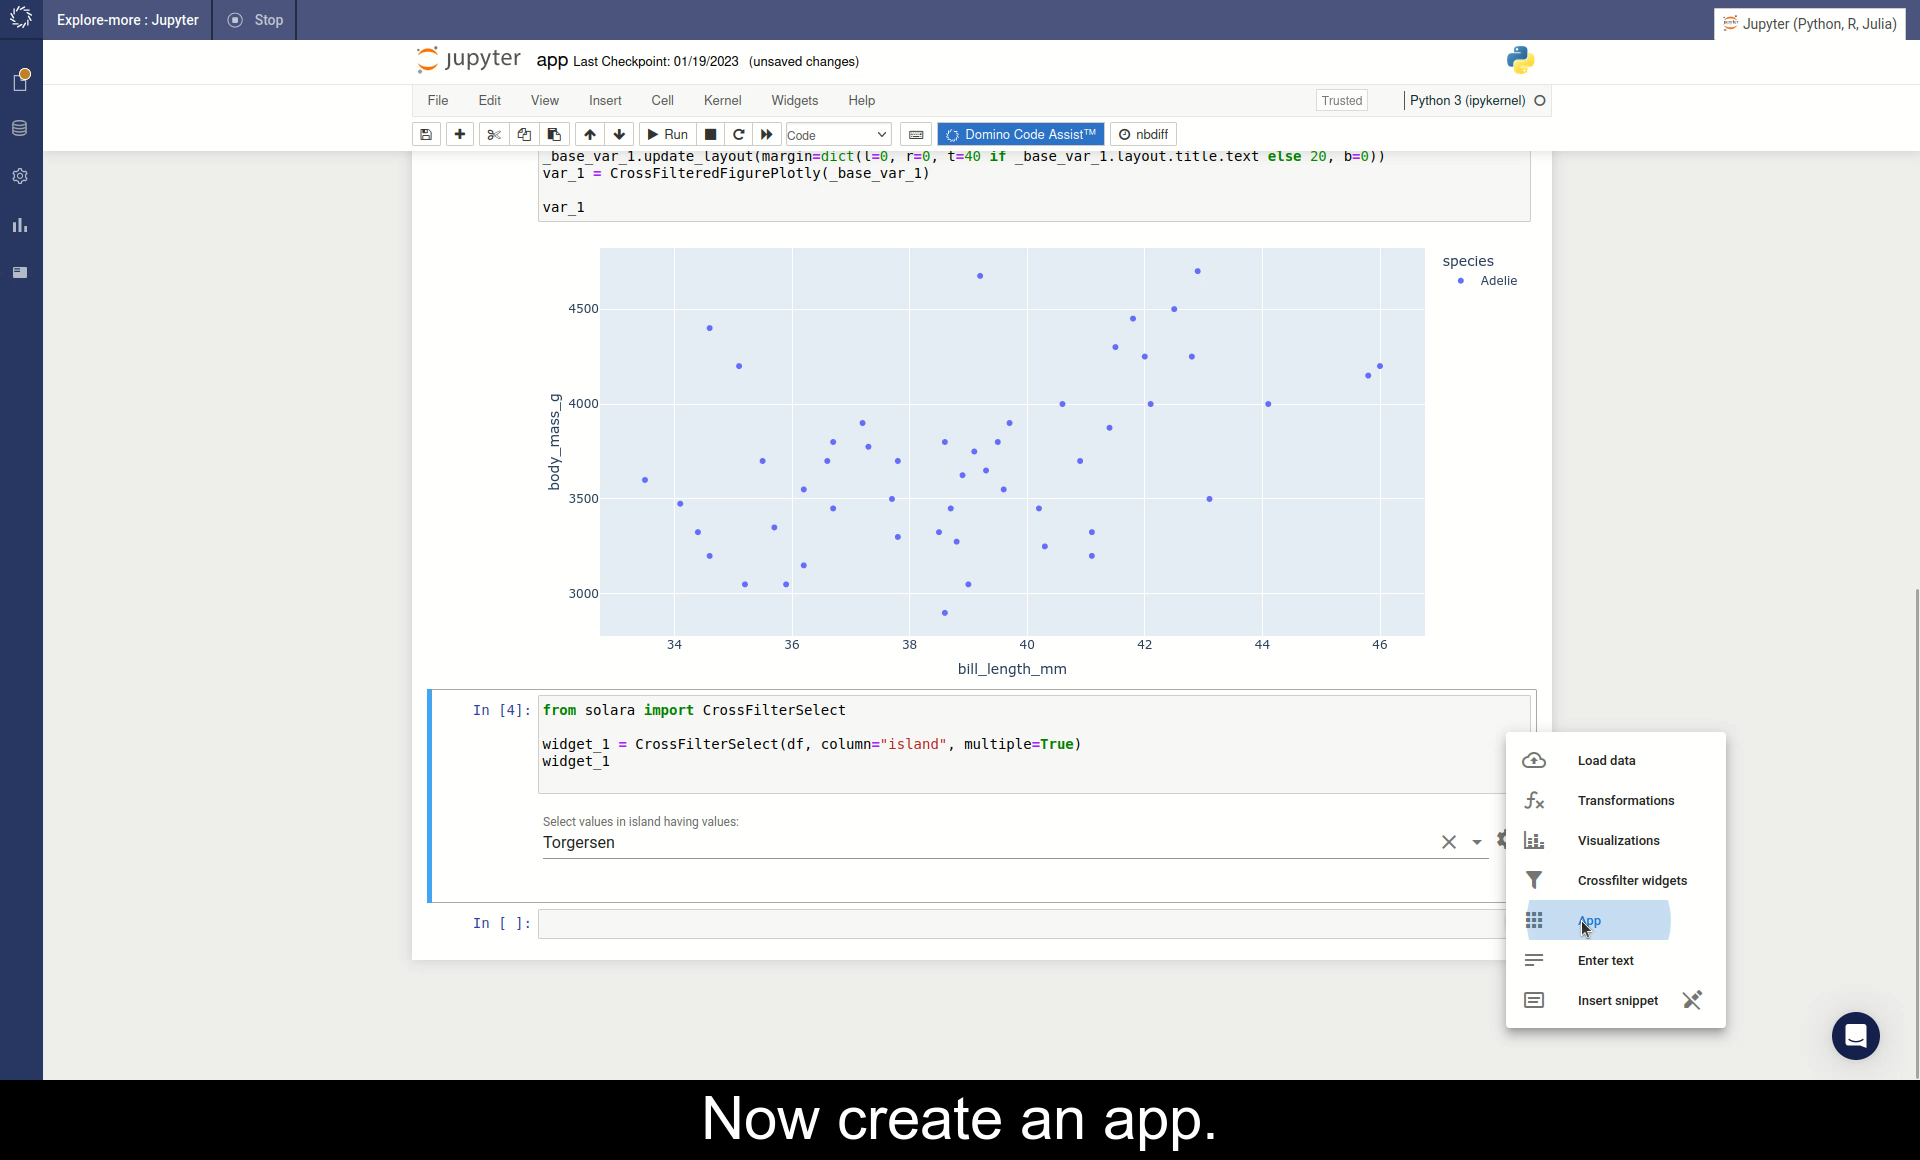 Explore-more : Jupyter
Stop
Jupyter (Python, R, Julia)
jupyter app Last Checkpoint: 01/19/2023 (unsaved changes)
File Edit View Insert Cell Kernel Widgets Help
Trusted
Python 3 (ipykernel)
Run
Code
Domino Code Assist™
nbdiff
_base_var_1.update_layout(margin=dict(l=0, r=0, t=40 if _base_var_1.layout.title.text else 20, b=0))
var_1 = CrossFilteredFigurePlotly(_base_var_1)
var_1
species
Adelie
4500
4000
3500
3000
body_mass_g
34 36 38 40 42 44 46
bill_length_mm
In [4]:
from solara import CrossFilterSelect
widget_1 = CrossFilterSelect(df, column="island", multiple=True)
widget_1
Select values in island having values:
Torgersen
In [ ]:
Load data
Transformations
Visualizations
Crossfilter widgets
App
Enter text
Insert snippet
Now create an app.